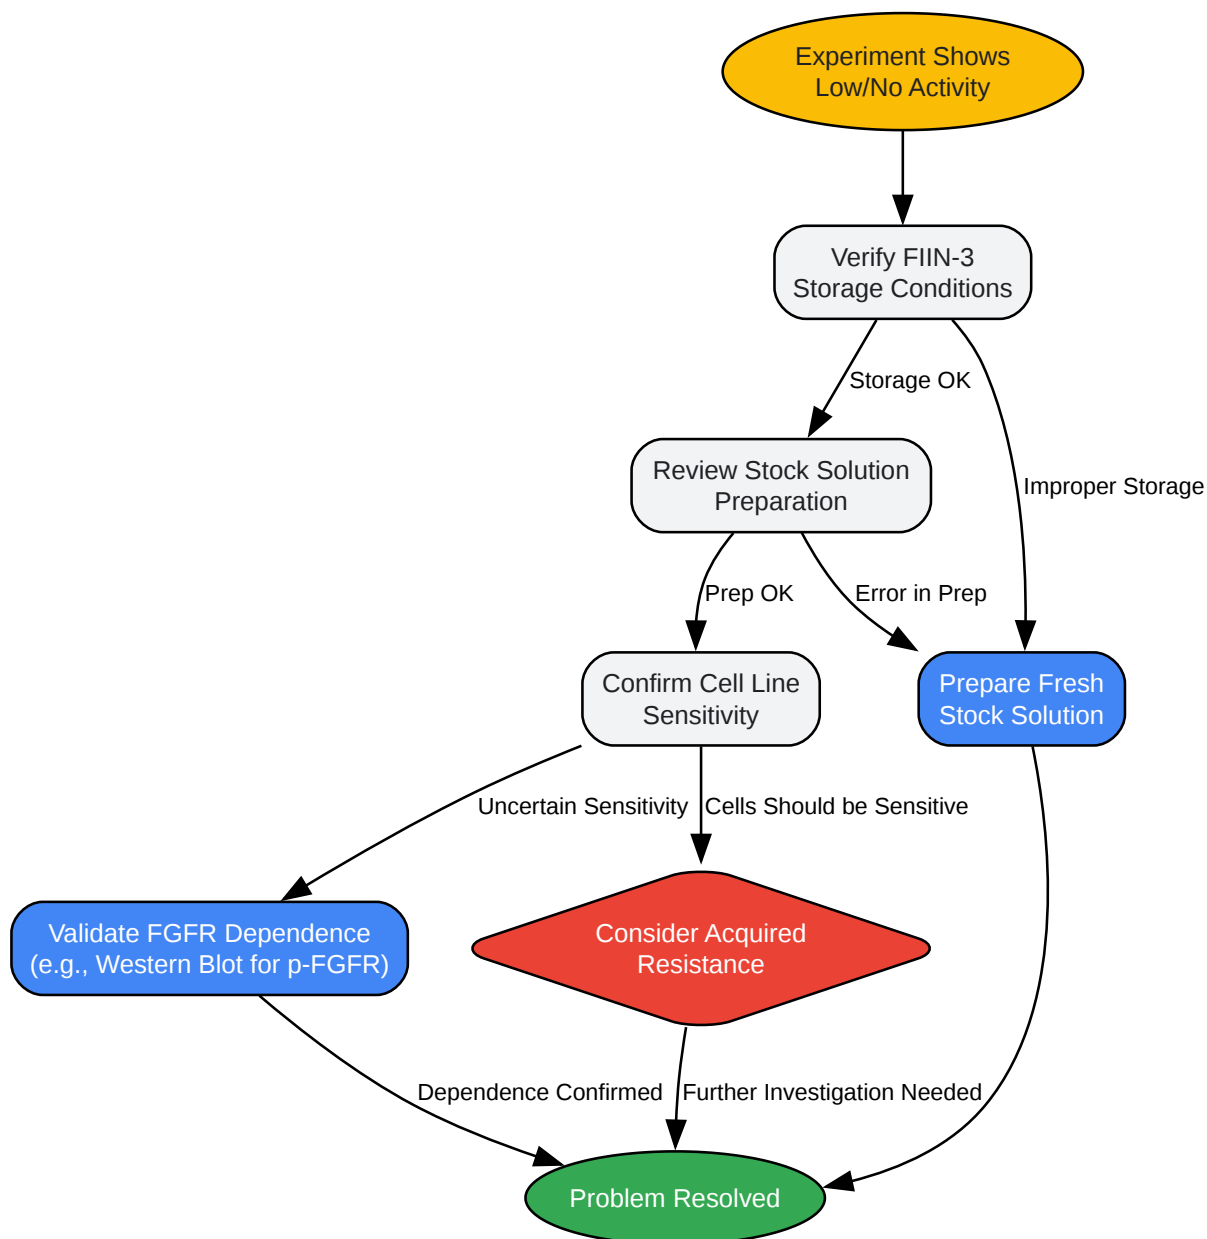 Experiment Shows
Low/No Activity
Verify FIIN-3
Storage Conditions
Storage OK
Review Stock Solution
Preparation
Improper Storage
Prep OK
Error in Prep
Confirm Cell Line
Sensitivity
Prepare Fresh
Stock Solution
Uncertain Sensitivity
Cells Should be Sensitive
Validate FGFR Dependence
(e.g., Western Blot for p-FGFR)
Consider Acquired
Resistance
Dependence Confirmed
Further Investigation Needed
Problem Resolved